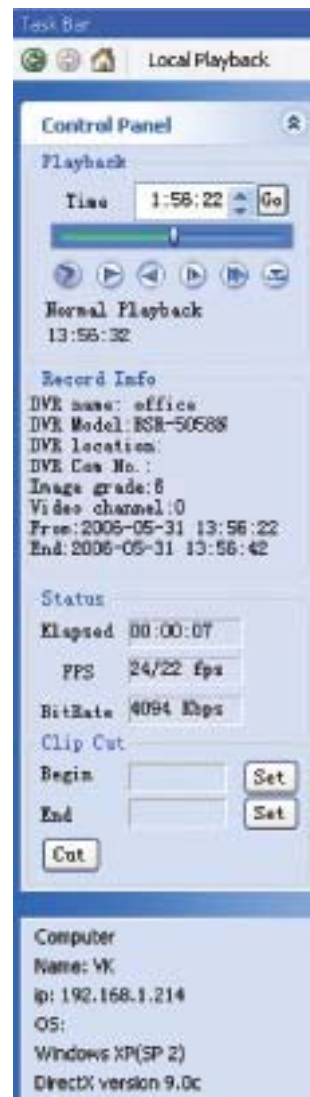 Task Bar
Local Playback
Control Panel
Playback
Time 1:56:22 Go
Normal Playback
13:56:32
Record Info
DVR name: office
DVR Model:BSR-5058N
DVR location:
DVR Com No.:
Image grade:6
Video channel:0
From:2006-05-31 13:56:22
End:2006-05-31 13:56:42
Status
Elapsed 00:00:07
FPS 24/22 fps
BitRate 4094 Kbps
Clip Cut
Begin Set
End Set
Cut
Computer
Name: VK
ip: 192.168.1.214
OS:
Windows XP(SP 2)
DirectX version 9.0c